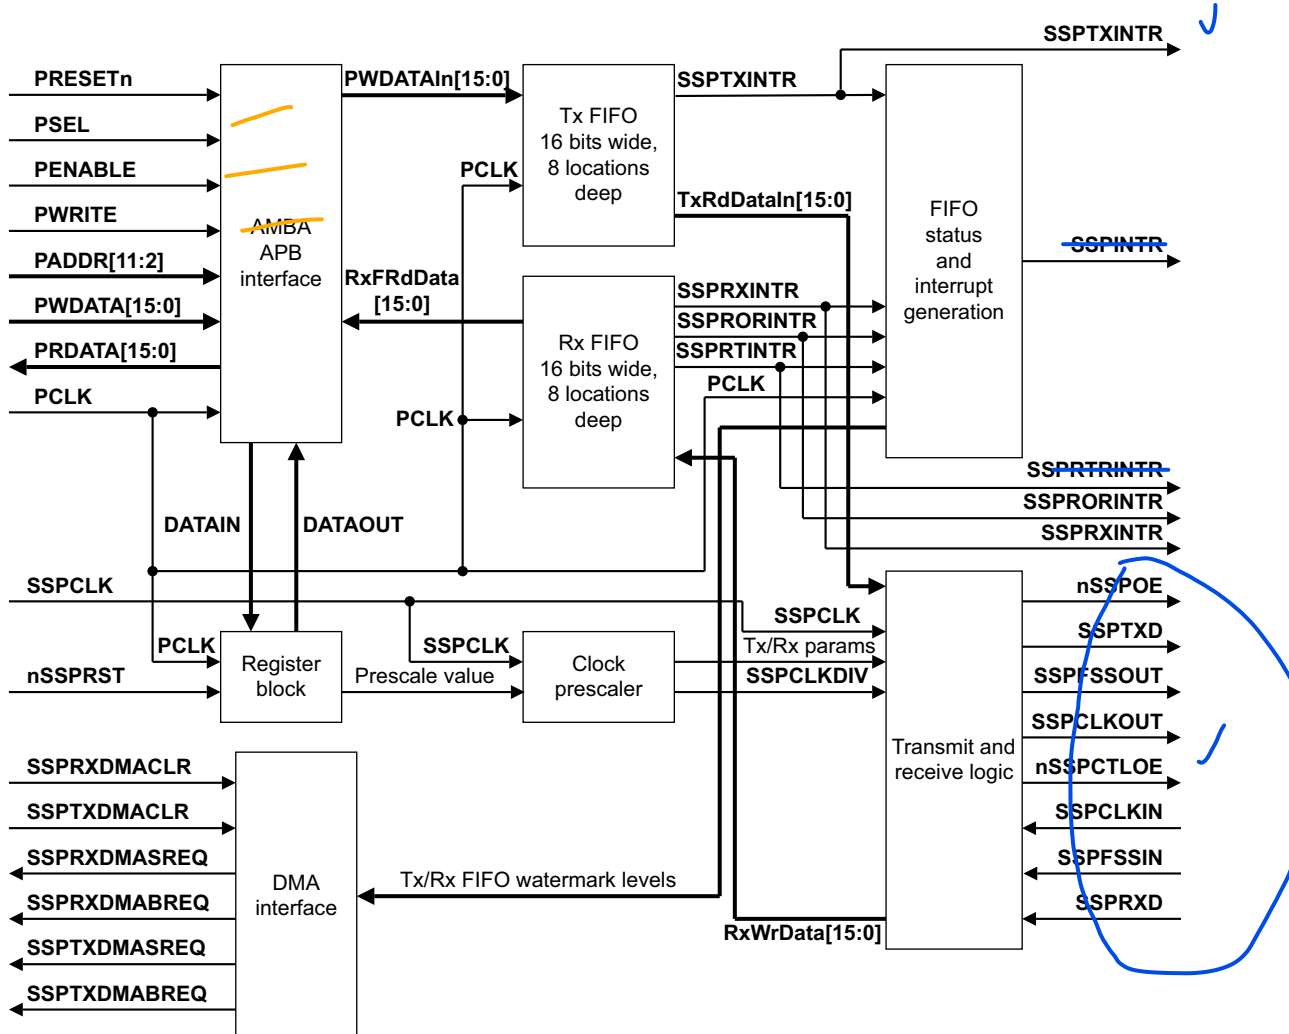 SSPTXINTR
PRESETn
PWDATAIn[15:0]
SSPTXINTR
PSEL
PENABLE
PWRITE
PADDR[11:2]
PWDATA[15:0]
PRDATA[15:0]
PCLK
AMBA
APB
interface
Tx FIFO
16 bits wide,
8 locations
deep
PCLK
TxRdDataIn[15:0]
RxFRdData
[15:0]
SSPRXINTR
SSPRORINTR
SSPRTINTR
PCLK
Rx FIFO
16 bits wide,
8 locations
deep
PCLK
FIFO
status
and
interrupt
generation
SSPINTR
SSPRTRINTR
SSPRORINTR
SSPRXINTR
DATAIN
DATAOUT
SSPCLK
PCLK
nSSPRST
Register
block
Prescale value
SSPCLK
Clock
prescaler
SSPCLK
Tx/Rx params
SSPCLKDIV
Transmit and
receive logic
nSSPOE
SSPTXD
SSPFSSOUT
SSPCLKOUT
nSSPCTLOE
SSPCLKIN
SSPFSSIN
SSPRXD
SSPRXDMACLR
SSPTXDMACLR
SSPRXDMASREQ
SSPRXDMABREQ
SSPTXDMASREQ
SSPTXDMABREQ
DMA
interface
Tx/Rx FIFO watermark levels
RxWrData[15:0]